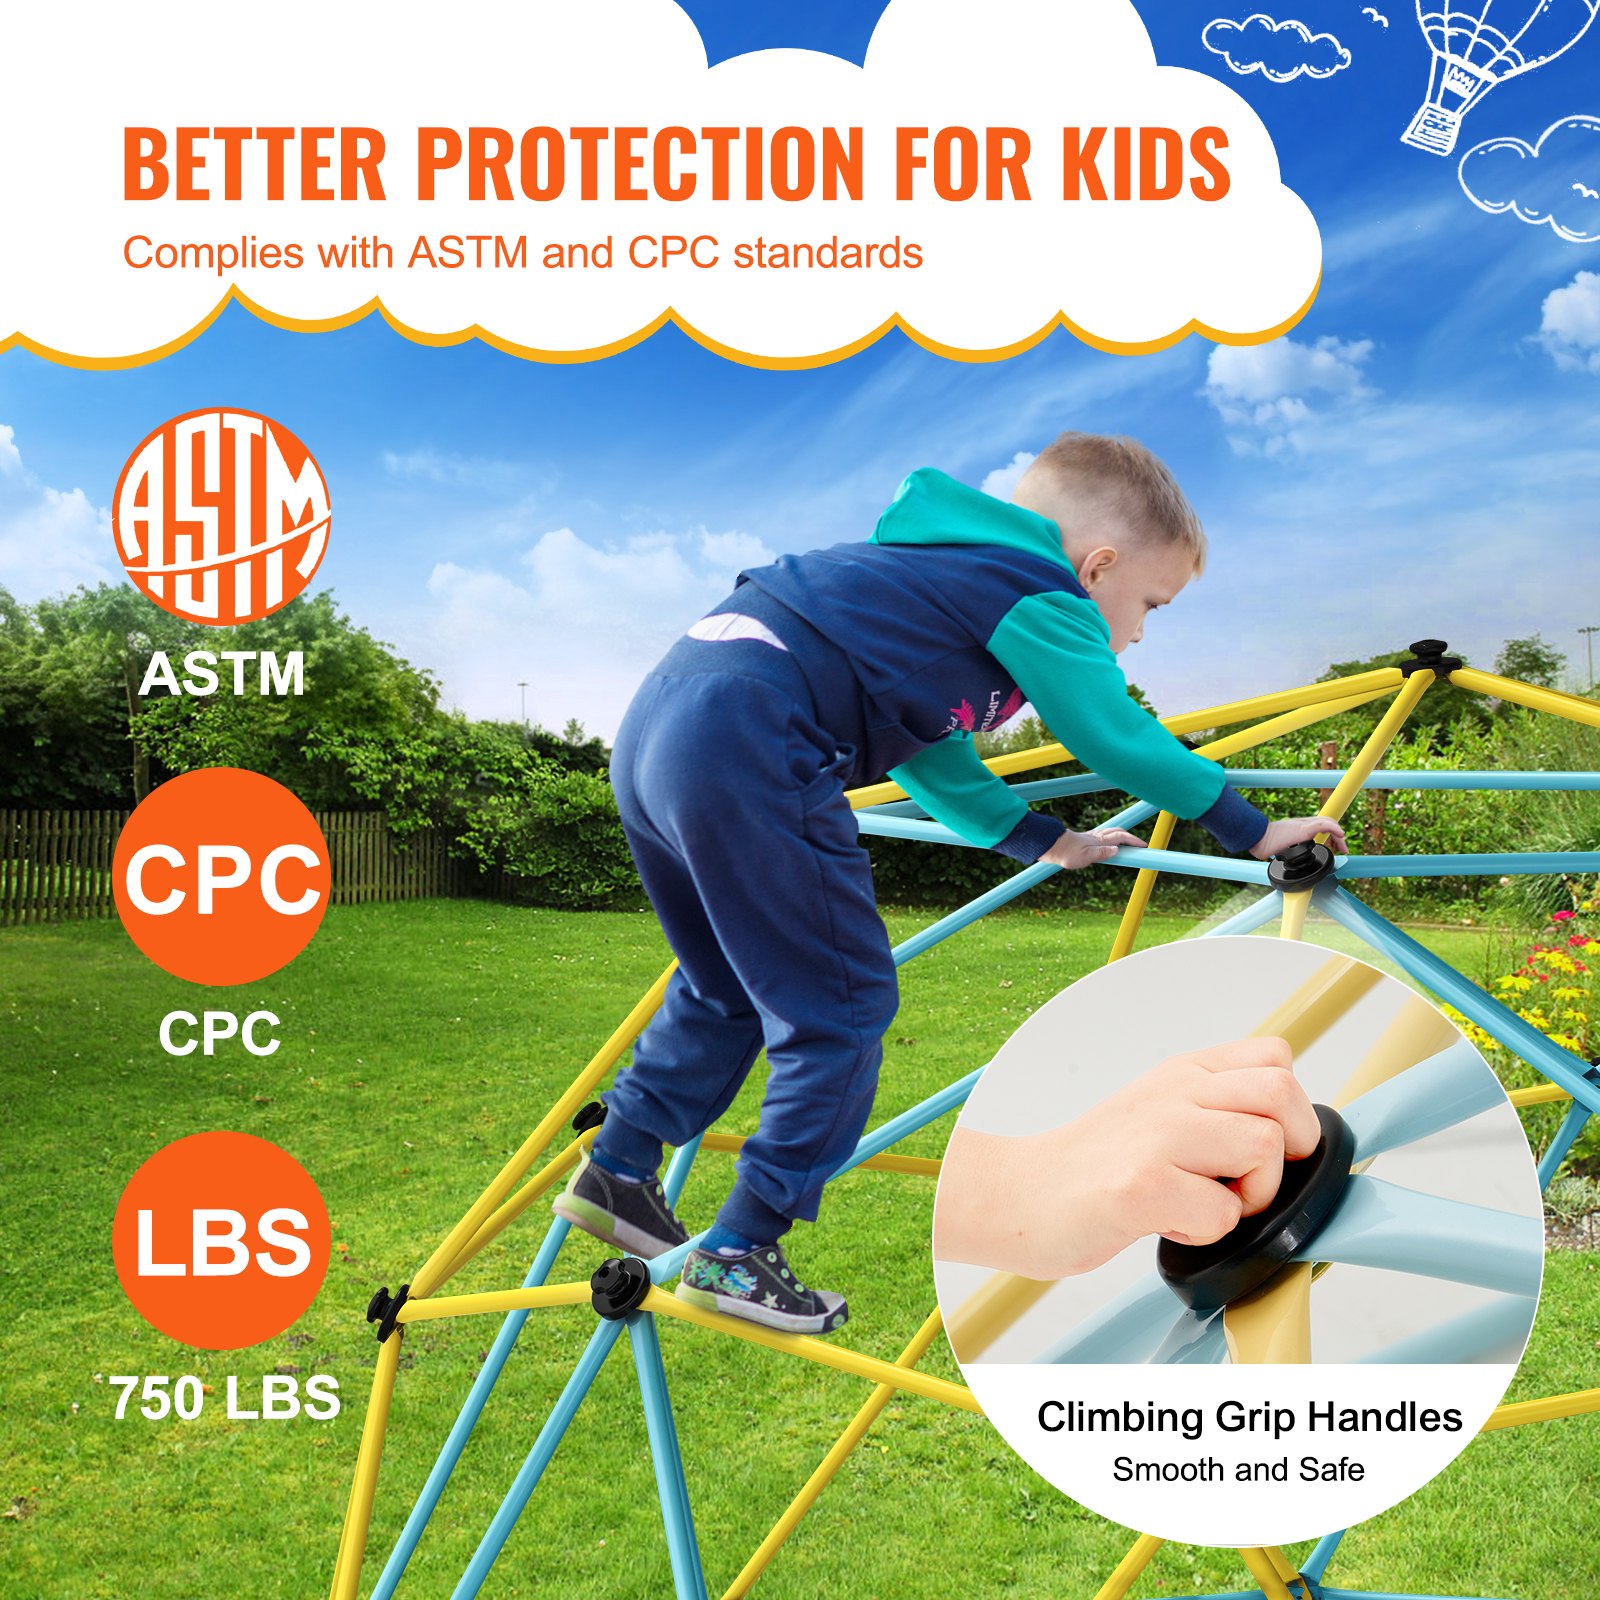 BETTER PROTECTION FOR KIDS
Complies with ASTM and CPC standards
ASTM
ASTM
CPC
CPC
LBS
750 LBS
LIMITE
Climbing Grip Handles
Smooth and Safe